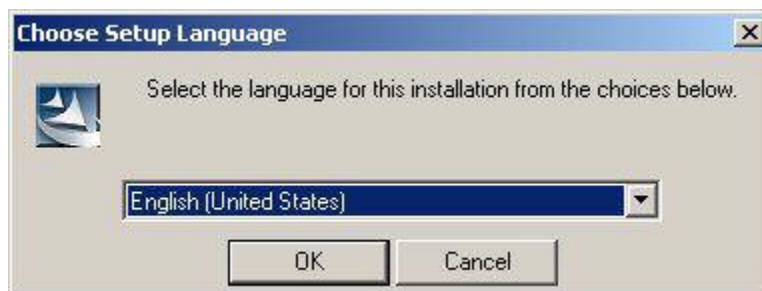 Choose Setup Language
Select the language for this installation from the choices below.
English (United States)
OK
Cancel